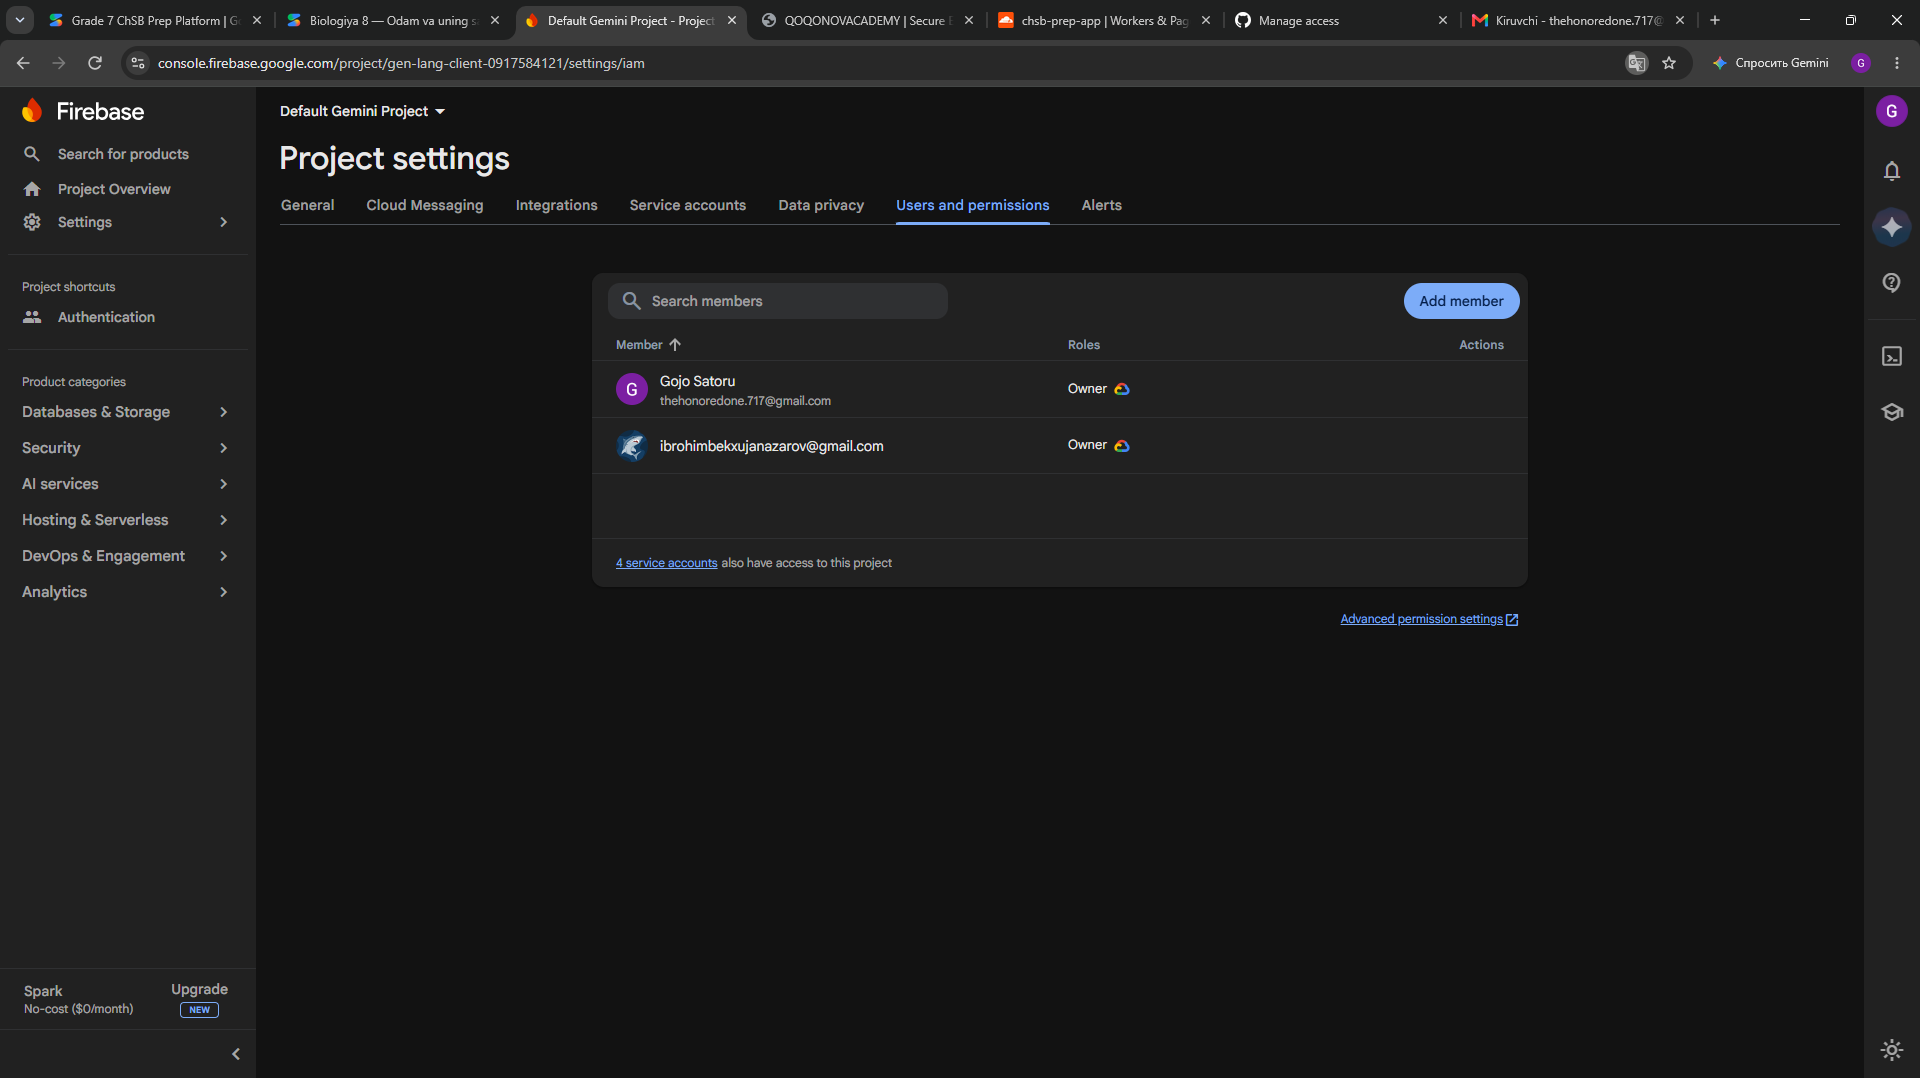 Grade 7 ChSB Prep Platform | G
Biologiya 8 — Odam va uning s
Default Gemini Project - Project
QOQONOVACADEMY | Secure E
chsb-prep-app | Workers & Pag
Manage access
Kiruvchi - thehonoredone.717@
console.firebase.google.com/project/gen-lang-client-0917584121/settings/iam
Спросить Gemini
G
Firebase
Search for products
Project Overview
Settings
Project shortcuts
Authentication
Product categories
Databases & Storage
Security
AI services
Hosting & Serverless
DevOps & Engagement
Analytics
Spark
No-cost ($0/month)
Upgrade
NEW
Default Gemini Project
G
Project settings
General
Cloud Messaging
Integrations
Service accounts
Data privacy
Users and permissions
Alerts
Search members
Add member
Member
Roles
Actions
G
Gojo Satoru
thehonoredone.717@gmail.com
Owner
ibrohimbekxujanazarov@gmail.com
Owner
4 service accounts also have access to this project
Advanced permission settings